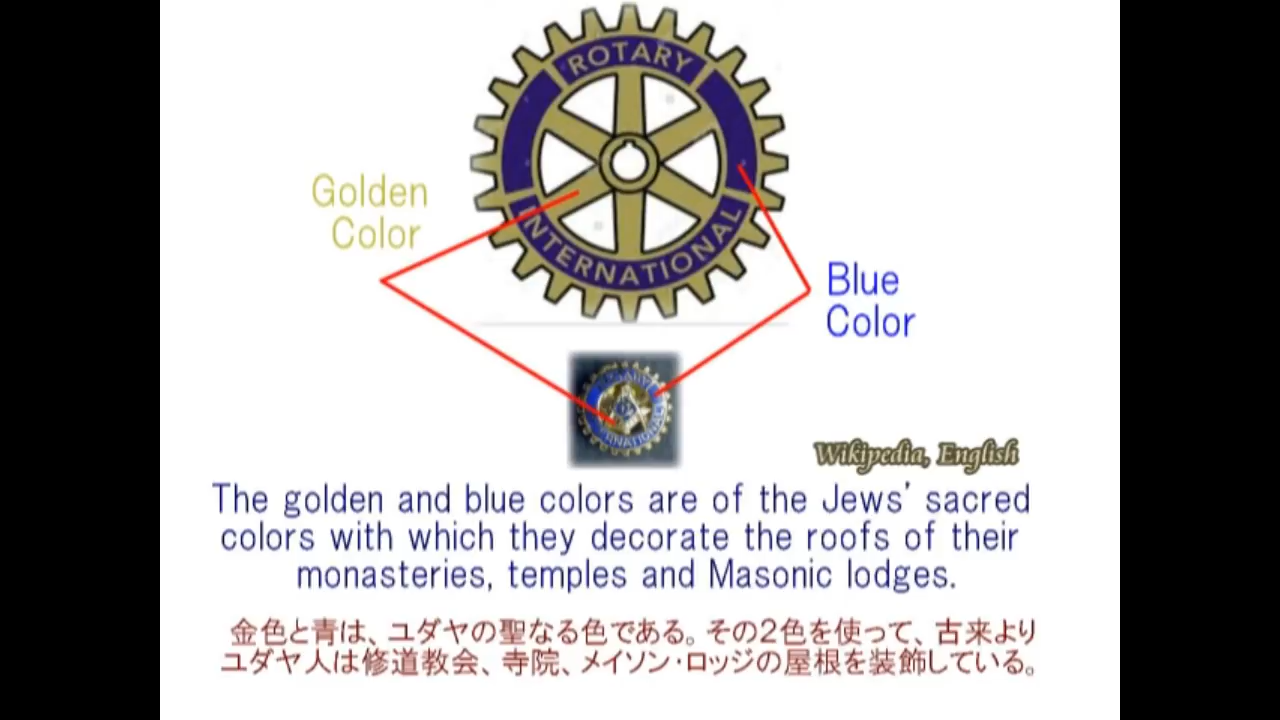 ROTARY
INTERNATIONAL
Golden
Color
Blue
Color
ROTARY
Wikipedia, English
The golden and blue colors are of the Jews' sacred
colors with which they decorate the roofs of their
monasteries, temples and Masonic lodges.
金色と青は、ユダヤの聖なる色である。その2色を使って、古来より
ユダヤ人は修道教会、寺院、メイソン・ロッジの屋根を装飾している。